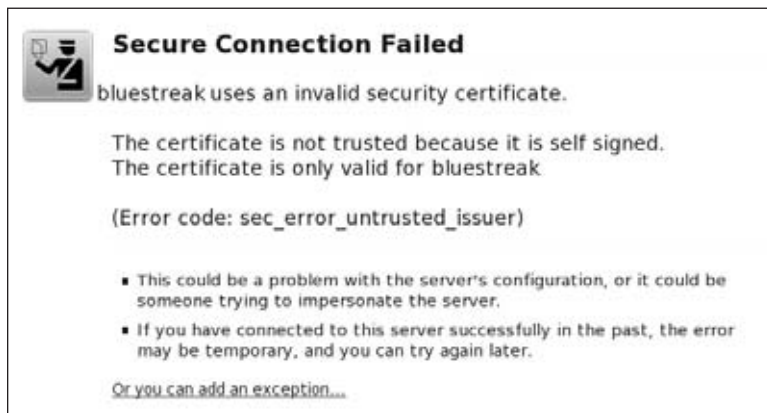 Secure Connection Failed
bluestreak uses an invalid security certificate.
The certificate is not trusted because it is self signed.
The certificate is only valid for bluestreak
(Error code: sec_error_untrusted_issuer)
▪ This could be a problem with the server's configuration, or it could be
someone trying to impersonate the server.
▪ If you have connected to this server successfully in the past, the error
may be temporary, and you can try again later.
Or you can add an exception...